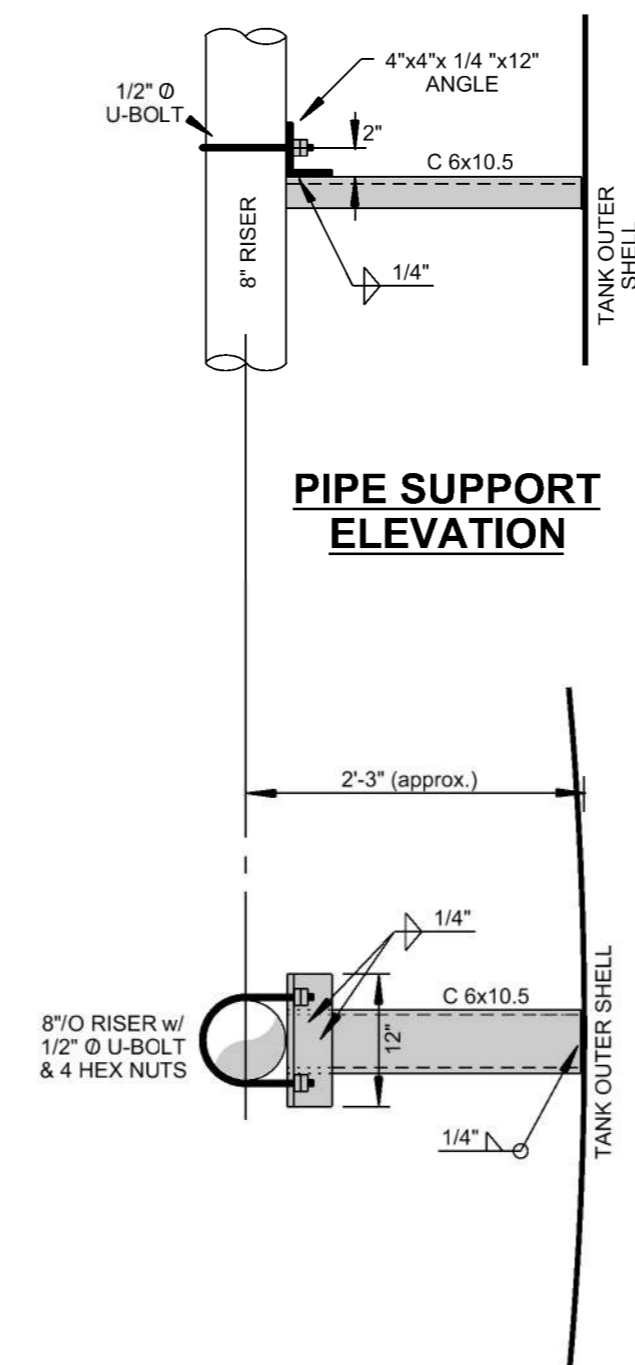 4"x4"x 1/4 "x12"
ANGLE
1/2" Ø
U-BOLT
2"
C 6x10.5
8" RISER
1/4"
TANK OUTER
SHELL
PIPE SUPPORT
ELEVATION
2'-3" (approx.)
1/4"
C 6x10.5
8"/O RISER w/
1/2" Ø U-BOLT
& 4 HEX NUTS
12"
1/4"
TANK OUTER SHELL